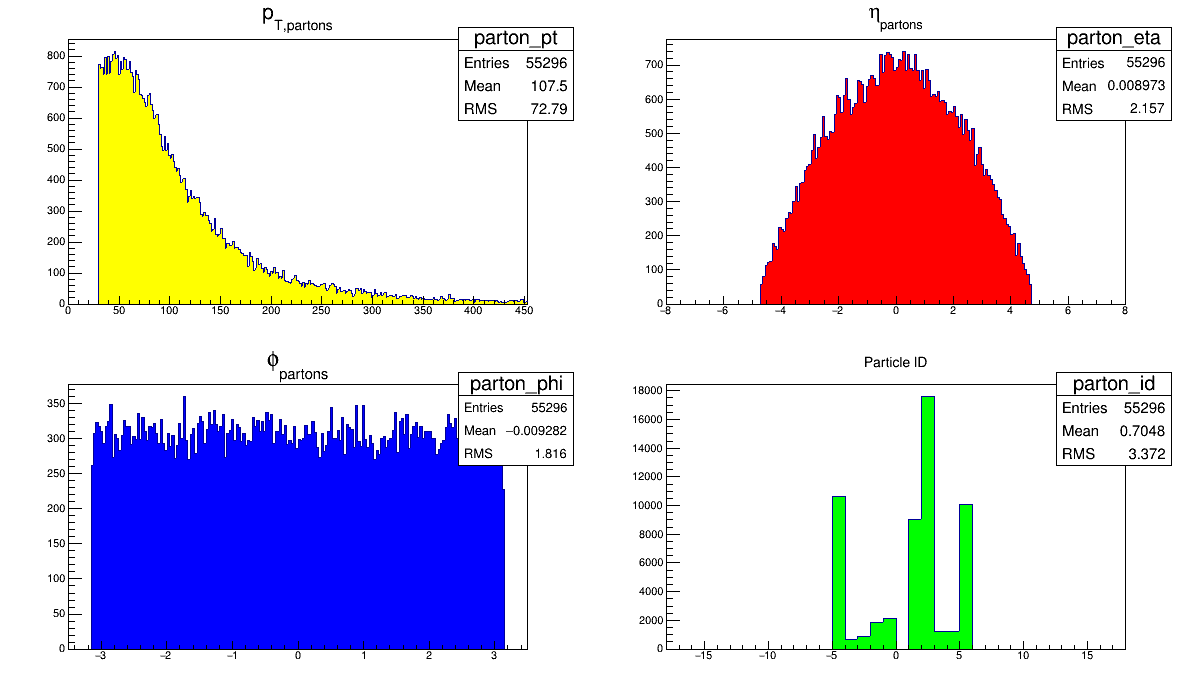 p T,partons
parton_pt
Entries 55296
Mean 107.5
RMS 72.79
800
700
600
500
400
300
200
100
0
0 50 100 150 200 250 300 350 400 450
η partons
parton_eta
Entries 55296
Mean 0.008973
RMS 2.157
700
600
500
400
300
200
100
0
−8 −6 −4 −2 0 2 4 6 8
ϕ partons
parton_phi
Entries 55296
Mean −0.009282
RMS 1.816
350
300
250
200
150
100
50
0
−3 −2 −1 0 1 2 3
Particle ID
parton_id
Entries 55296
Mean 0.7048
RMS 3.372
18000
16000
14000
12000
10000
8000
6000
4000
2000
0
−15 −10 −5 0 5 10 15